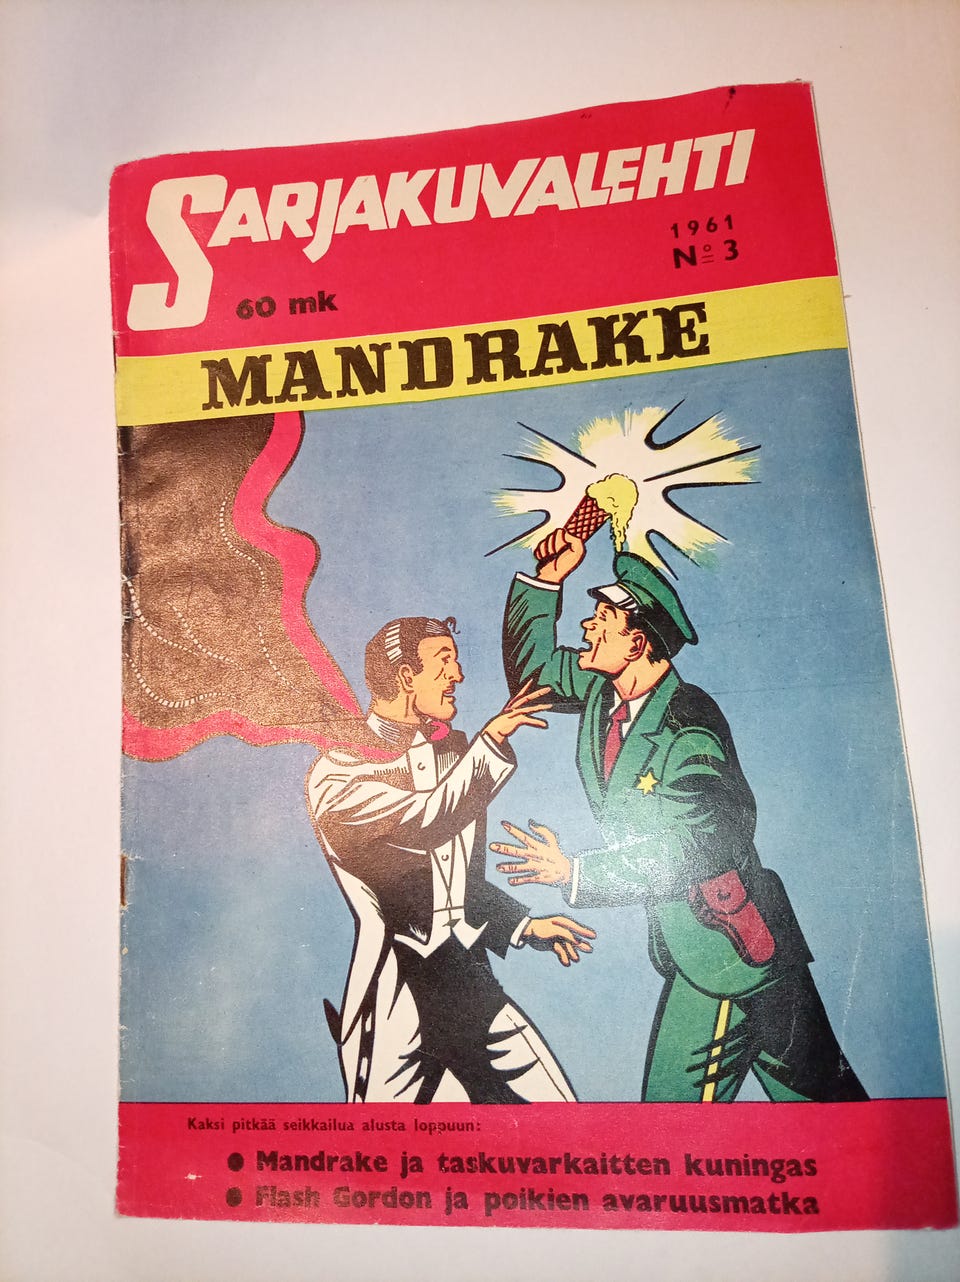 SARJAKUVALEHTI
1961
Nº 3
60 mk
MANDRAKE
Kaksi pitkää seikkailua alusta loppuun:
● Mandrake ja taskuvarkaitten kuningas
● Flash Gordon ja poikien avaruusmatka